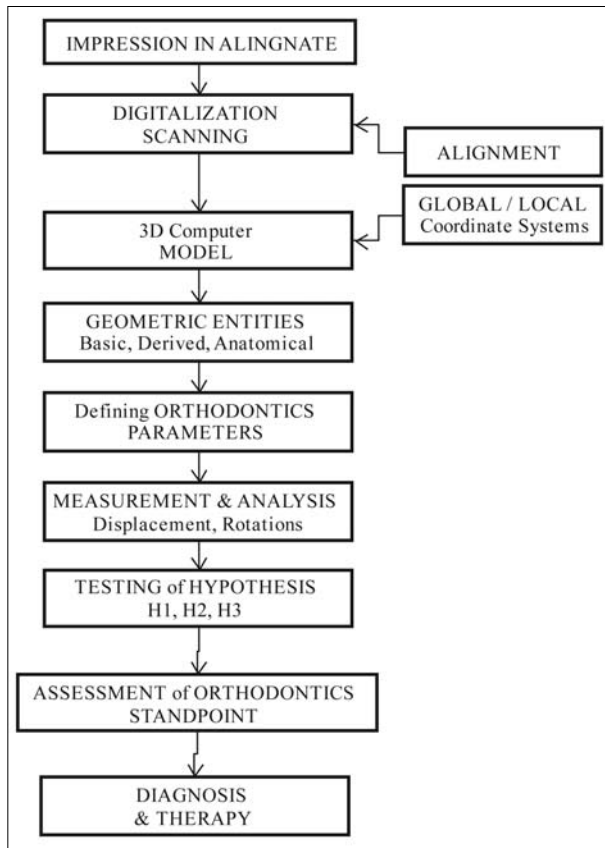 IMPRESSION IN ALINGNATE
DIGITALIZATION
SCANNING
ALIGNMENT
GLOBAL / LOCAL
Coordinate Systems
3D Computer
MODEL
GEOMETRIC ENTITIES
Basic, Derived, Anatomical
Defining ORTHODONTICS
PARAMETERS
MEASUREMENT & ANALYSIS
Displacement, Rotations
TESTING of HYPOTHESIS
H1, H2, H3
ASSESSMENT of ORTHODONTICS
STANDPOINT
DIAGNOSIS
& THERAPY